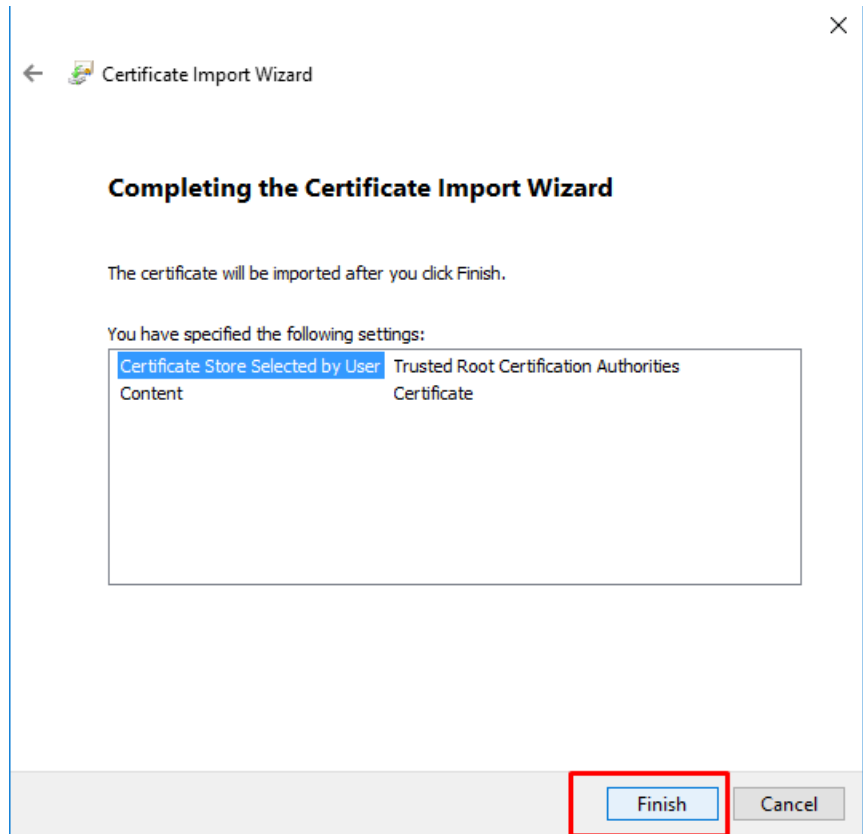 Certificate Import Wizard
Completing the Certificate Import Wizard
The certificate will be imported after you click Finish.
You have specified the following settings:
Certificate Store Selected by User Trusted Root Certification Authorities
Content Certificate
Finish Cancel